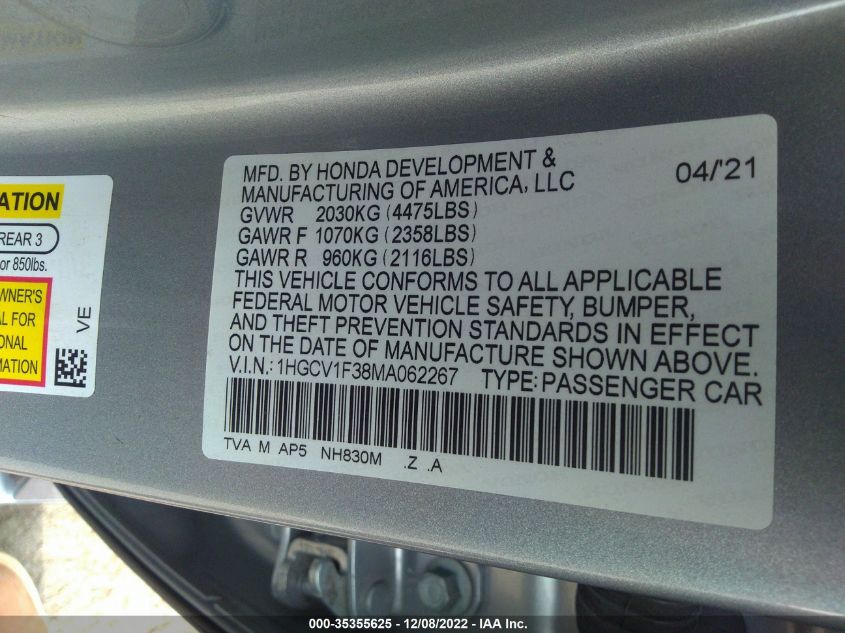 MFD. BY HONDA DEVELOPMENT &
MANUFACTURING OF AMERICA, LLC
04/'21
GVWR 2030KG (4475LBS)
GAWR F 1070KG (2358LBS)
GAWR R 960KG (2116LBS)
THIS VEHICLE CONFORMS TO ALL APPLICABLE
FEDERAL MOTOR VEHICLE SAFETY, BUMPER,
AND THEFT PREVENTION STANDARDS IN EFFECT
ON THE DATE OF MANUFACTURE SHOWN ABOVE.
V.I.N.: 1HGCV1F38MA062267 TYPE: PASSENGER CAR
TVA M AP5 NH830M .Z .A
ATION
REAR 3
or 850lbs.
WNER'S
AL FOR
ONAL
MATION
VE
000-35355625 - 12/08/2022 - IAA Inc.